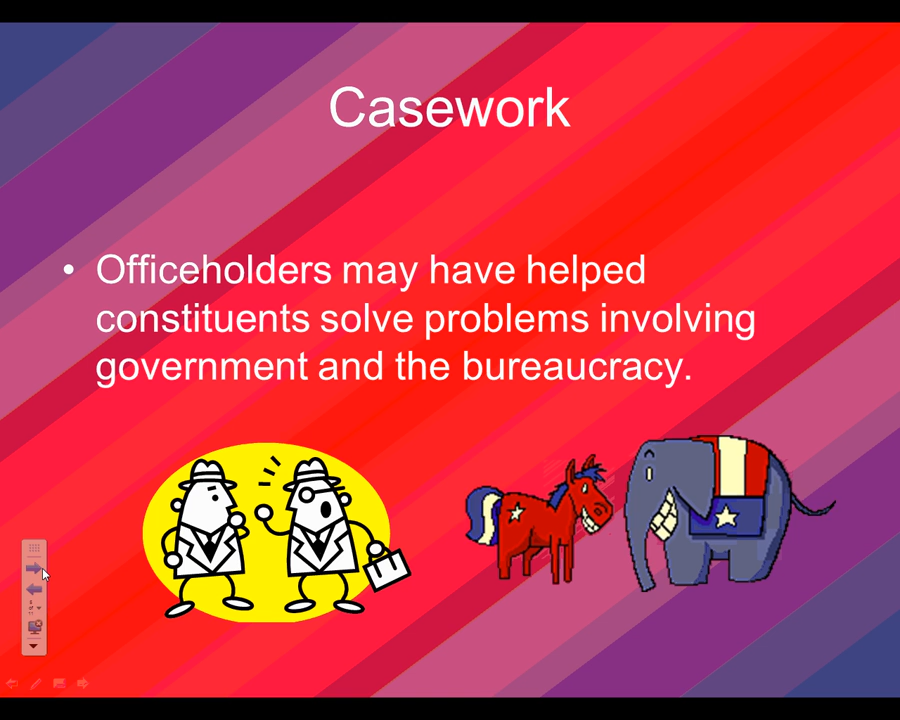 Casework
• Officeholders may have helped
constituents solve problems involving
government and the bureaucracy.